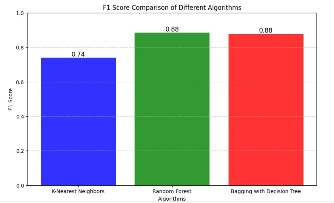 F1 Score Comparison of Different Algorithms
1.0
0.8
0.6
0.4
0.2
0.0
F1 Score
0.74
0.88
0.88
K-Nearest Neighbors
Random Forest
Bagging with Decision Tree
Algorithms